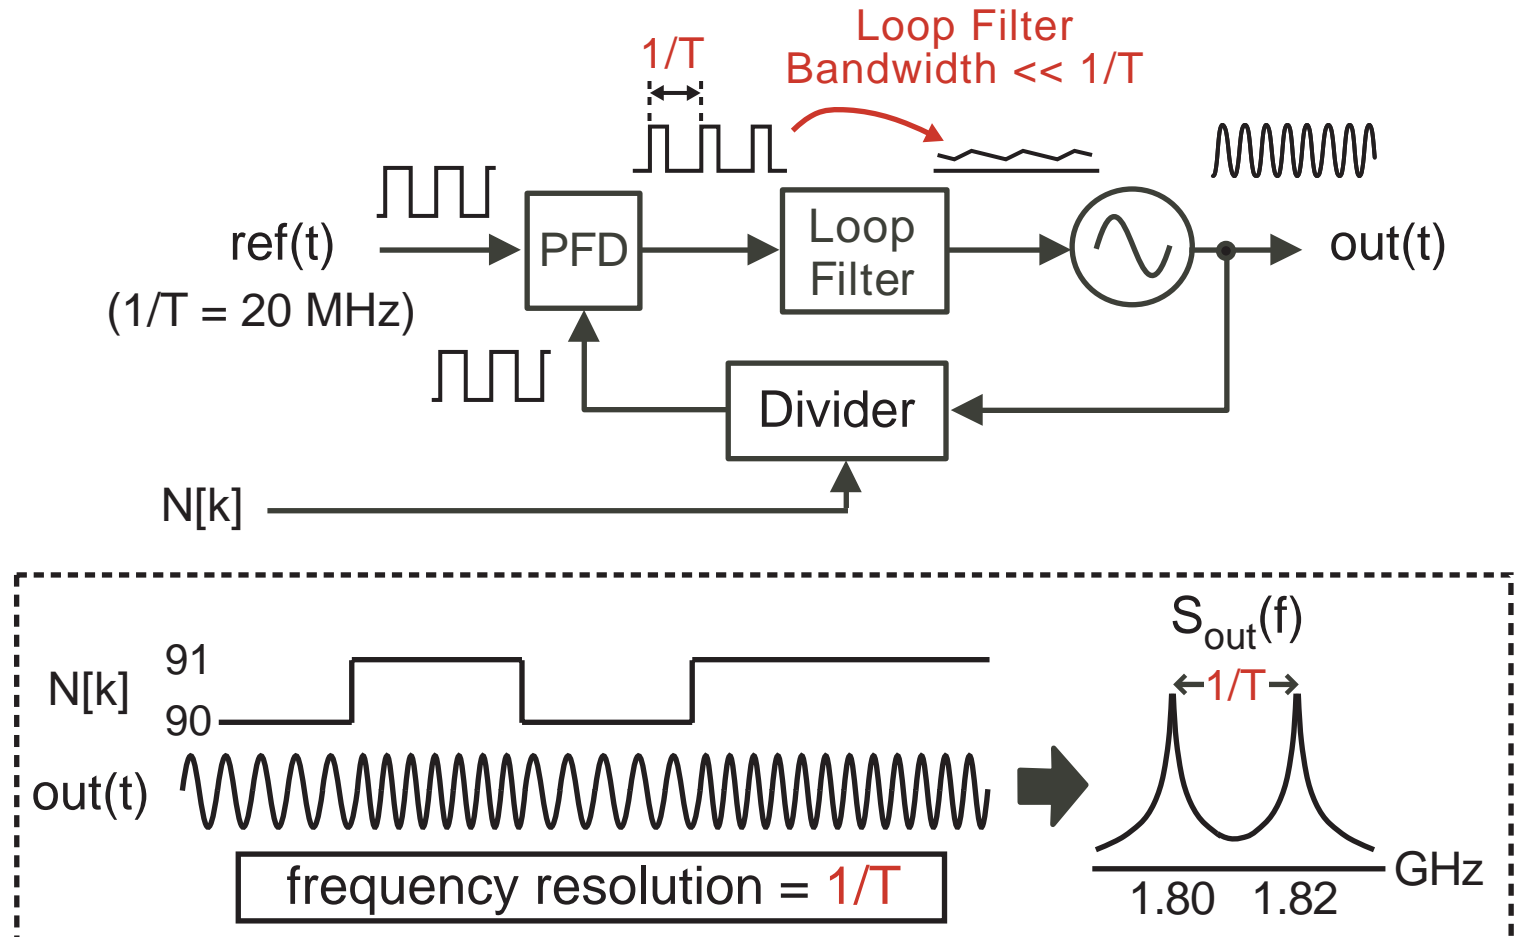 Loop Filter
Bandwidth << 1/T
1/T
ref(t)
(1/T = 20 MHz)
PFD
Loop
Filter
out(t)
Divider
N[k]
S_out(f)
91
N[k]
90
1/T
out(t)
frequency resolution = 1/T
GHz
1.80 1.82